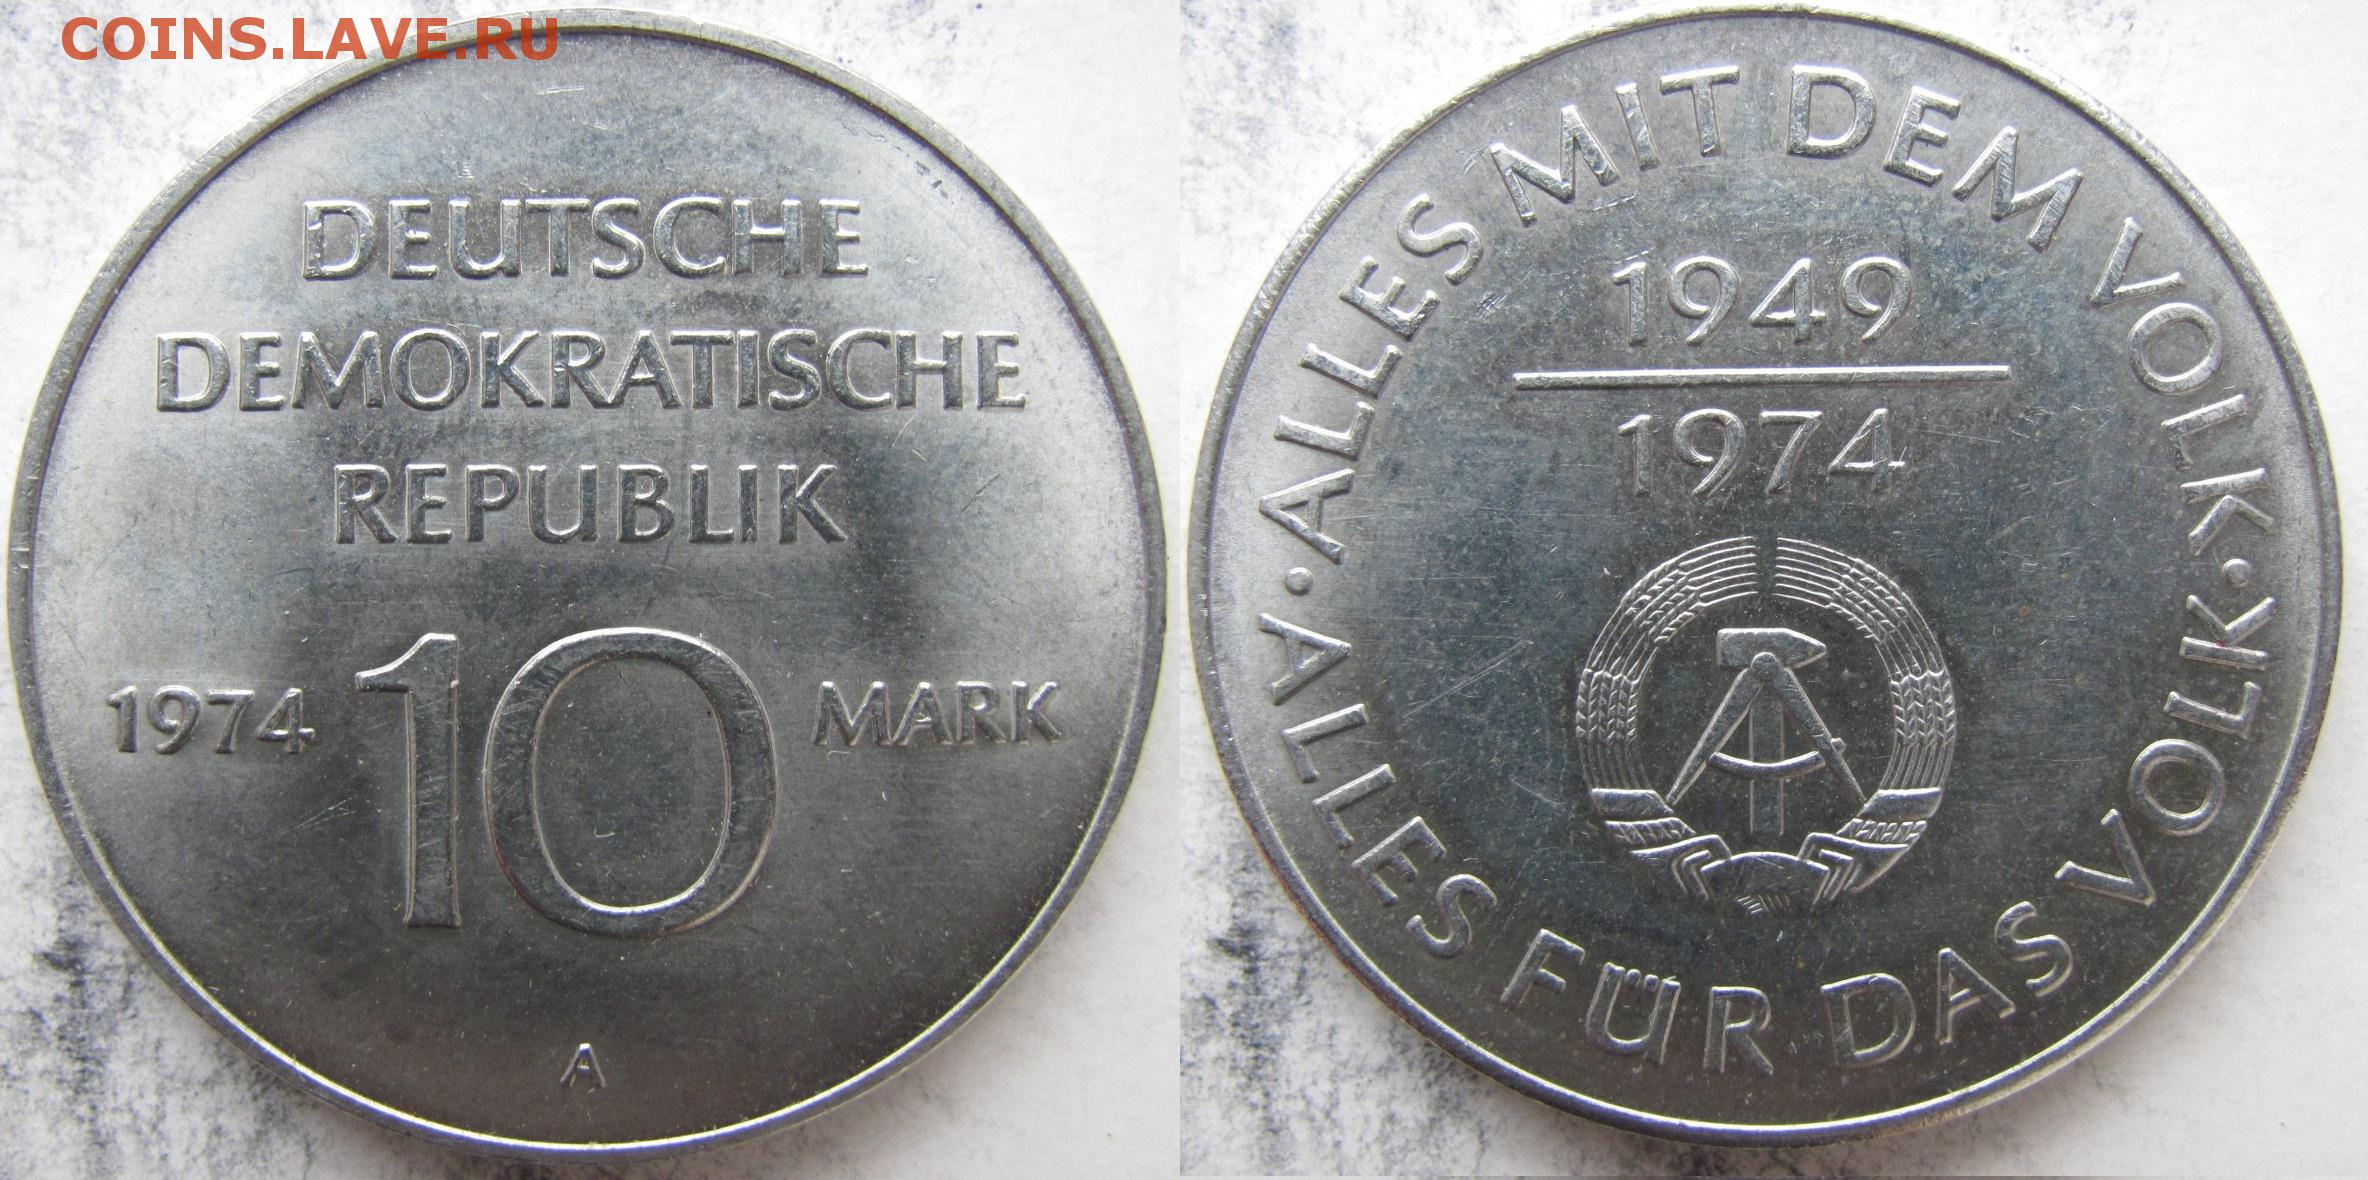 COINS.LAVE.RU
DEUTSCHE
DEMOKRATISCHE
REPUBLIK
1974 10 MARK
A
· ALLES MIT DEM VOLK · ALLES FÜR DAS VOLK
1949
1974